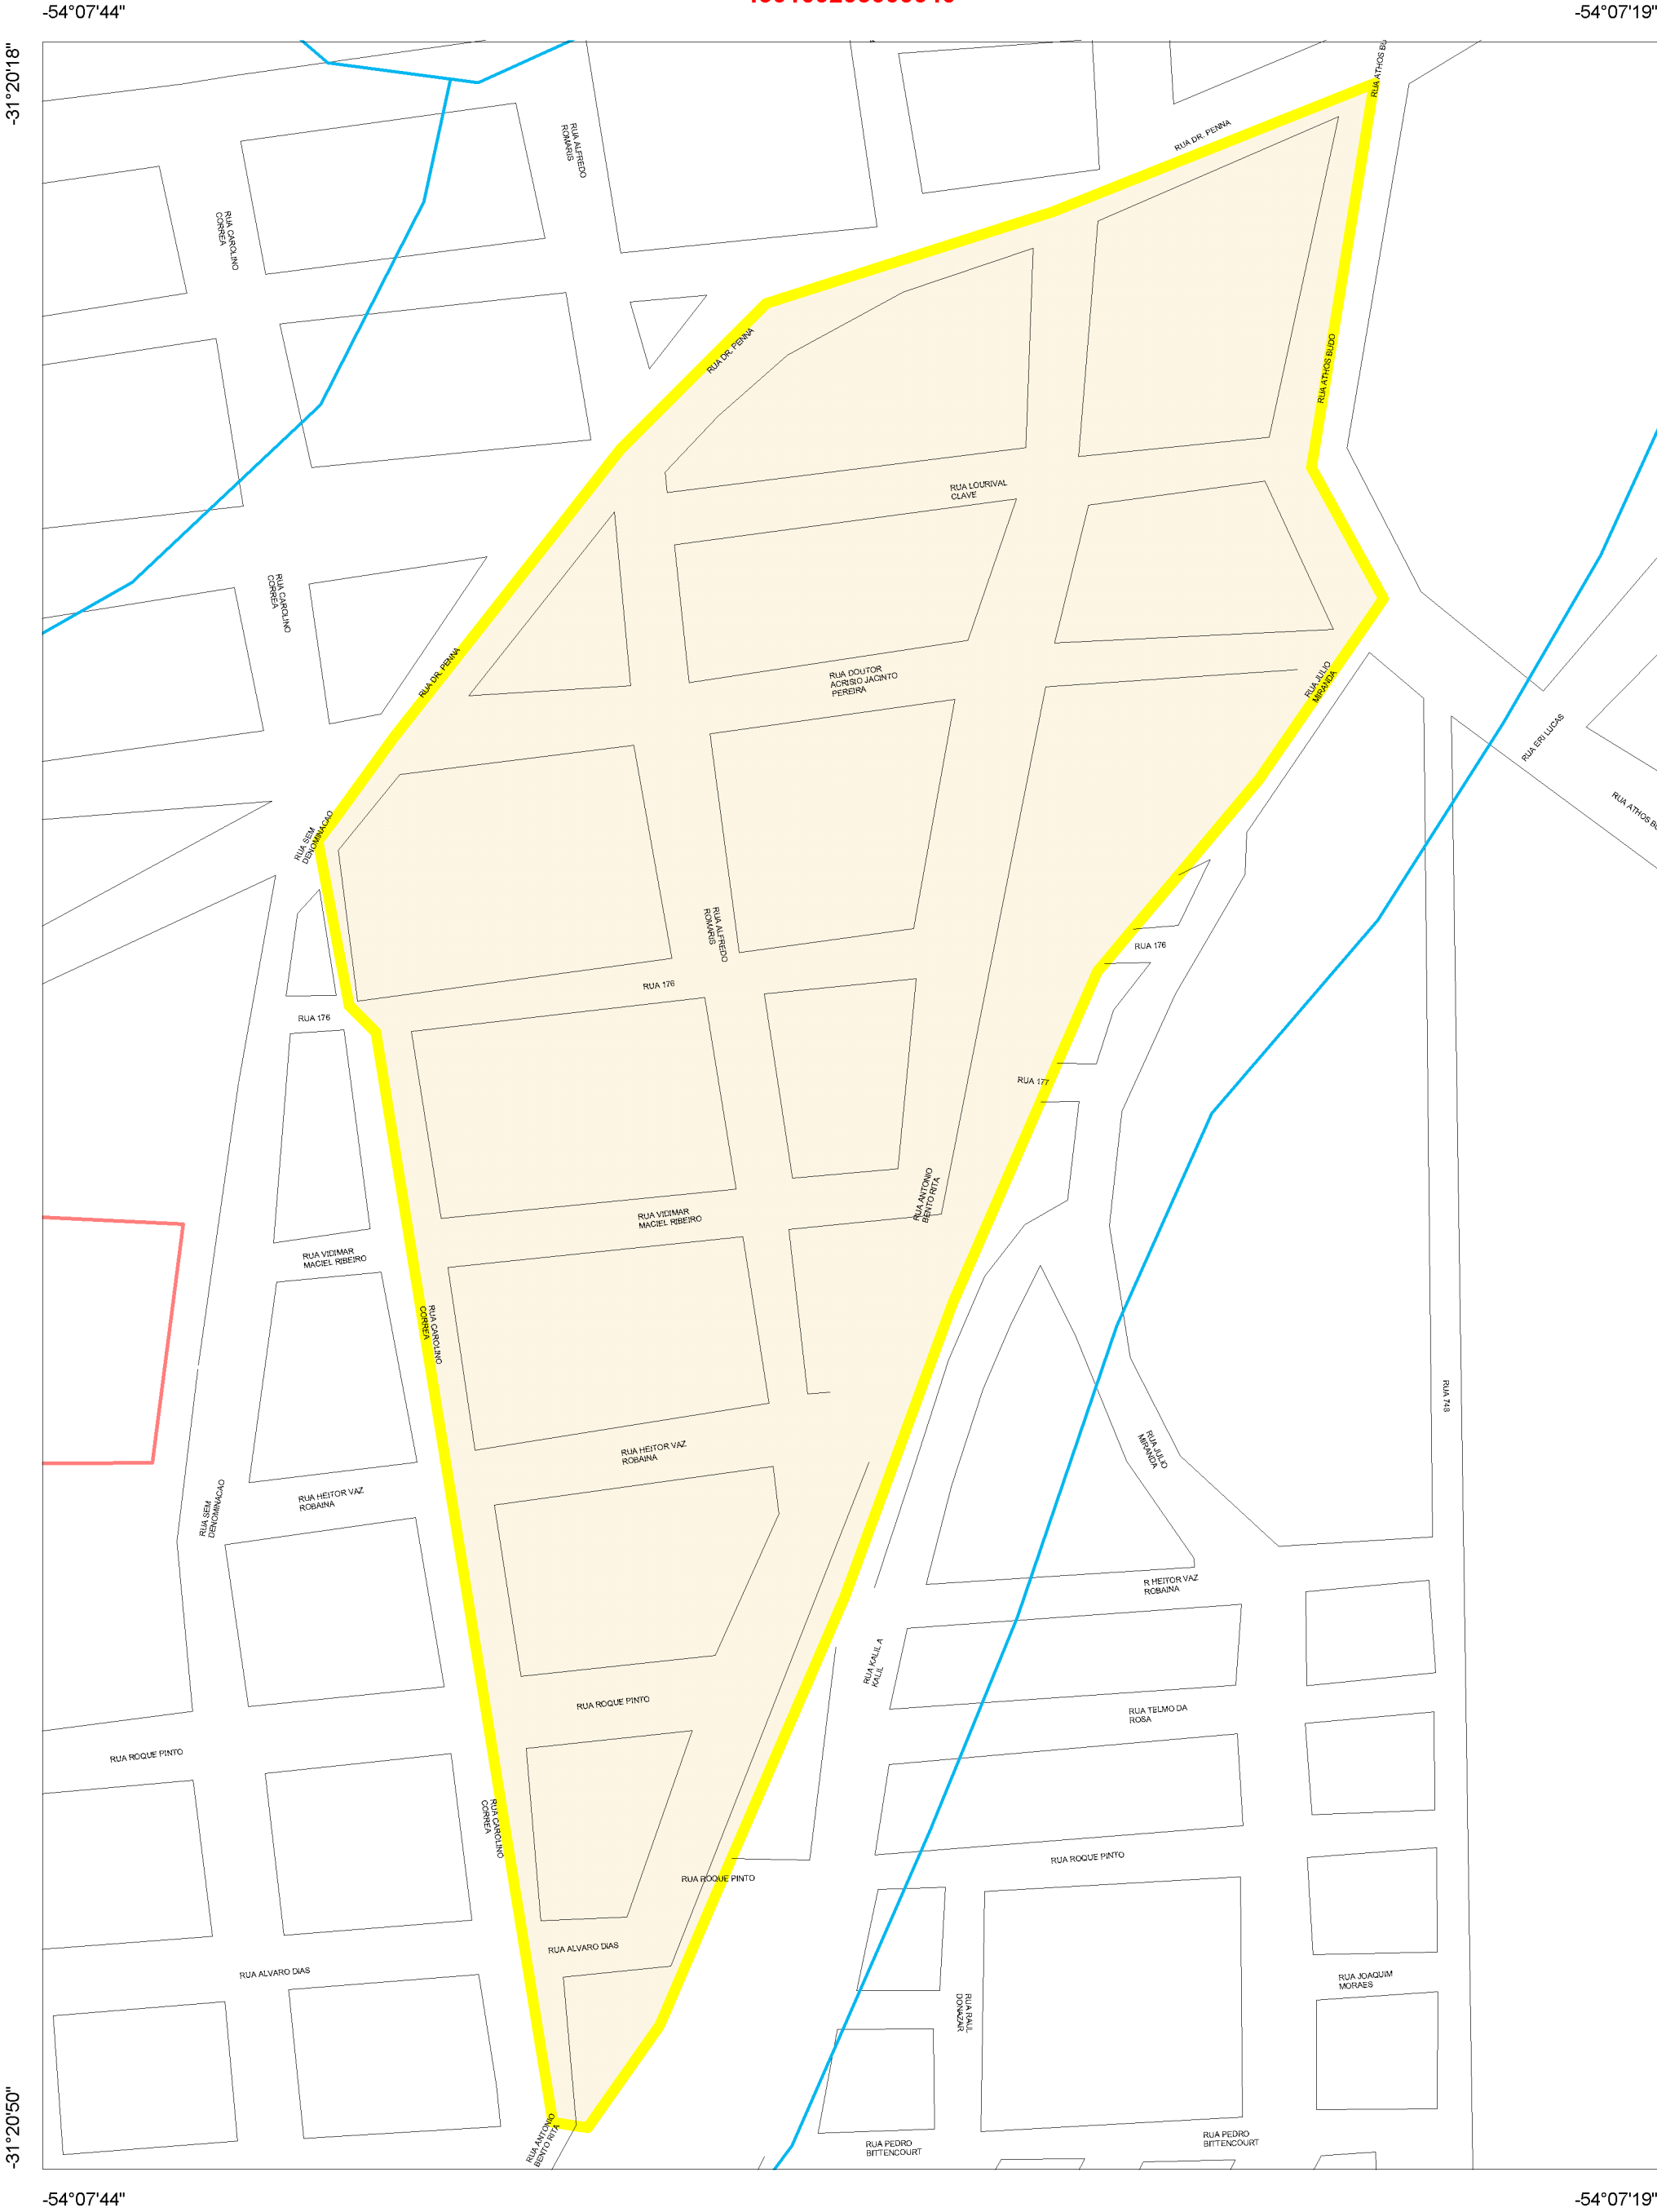 -54°07'44"
-54°07'19"
-31°20'18"
RUA ATHOS BU
RUA DR. PENNA
RUA ALFREDO
ROMARIS
RUA CAROLINO
CORREA
RUA DR. PENNA
RUA ATHOS BUDO
RUA LOURIVAL
CLAVE
RUA CAROLINO
CORREA
RUA DR. PENNA
RUA DOUTOR
ACRISIO JACINTO
PEREIRA
RUA JULIO
MIRANDA
RUA ERI LUCAS
RUA ATHOS BU
RUA SEM
DENOMINACAO
RUA ALFREDO
ROMARIS
RUA 176
RUA 176
RUA 176
RUA 177
RUA ANTONIO
BENTO RITA
RUA VIDIMAR
MACIEL RIBEIRO
RUA VIDIMAR
MACIEL RIBEIRO
RUA CAROLINO
CORREA
RUA 748
RUA JULIO
MIRANDA
RUA HEITOR VAZ
ROBAINA
RUA HEITOR VAZ
ROBAINA
RUA SEM
DENOMINACAO
R HEITOR VAZ
ROBAINA
RUA KALIL A
KALIL
RUA ROQUE PINTO
RUA TELMO DA
ROSA
RUA ROQUE PINTO
RUA CAROLINO
CORREA
RUA ROQUE PINTO
RUA ROQUE PINTO
RUA ALVARO DIAS
RUA ALVARO DIAS
RUA JOAQUIM
MORAES
RUA RAUL
DONAZAR
RUA ANTONIO
BENTO RITA
RUA PEDRO
BITTENCOURT
RUA PEDRO
BITTENCOURT
-31°20'50"
-54°07'44"
-54°07'19"